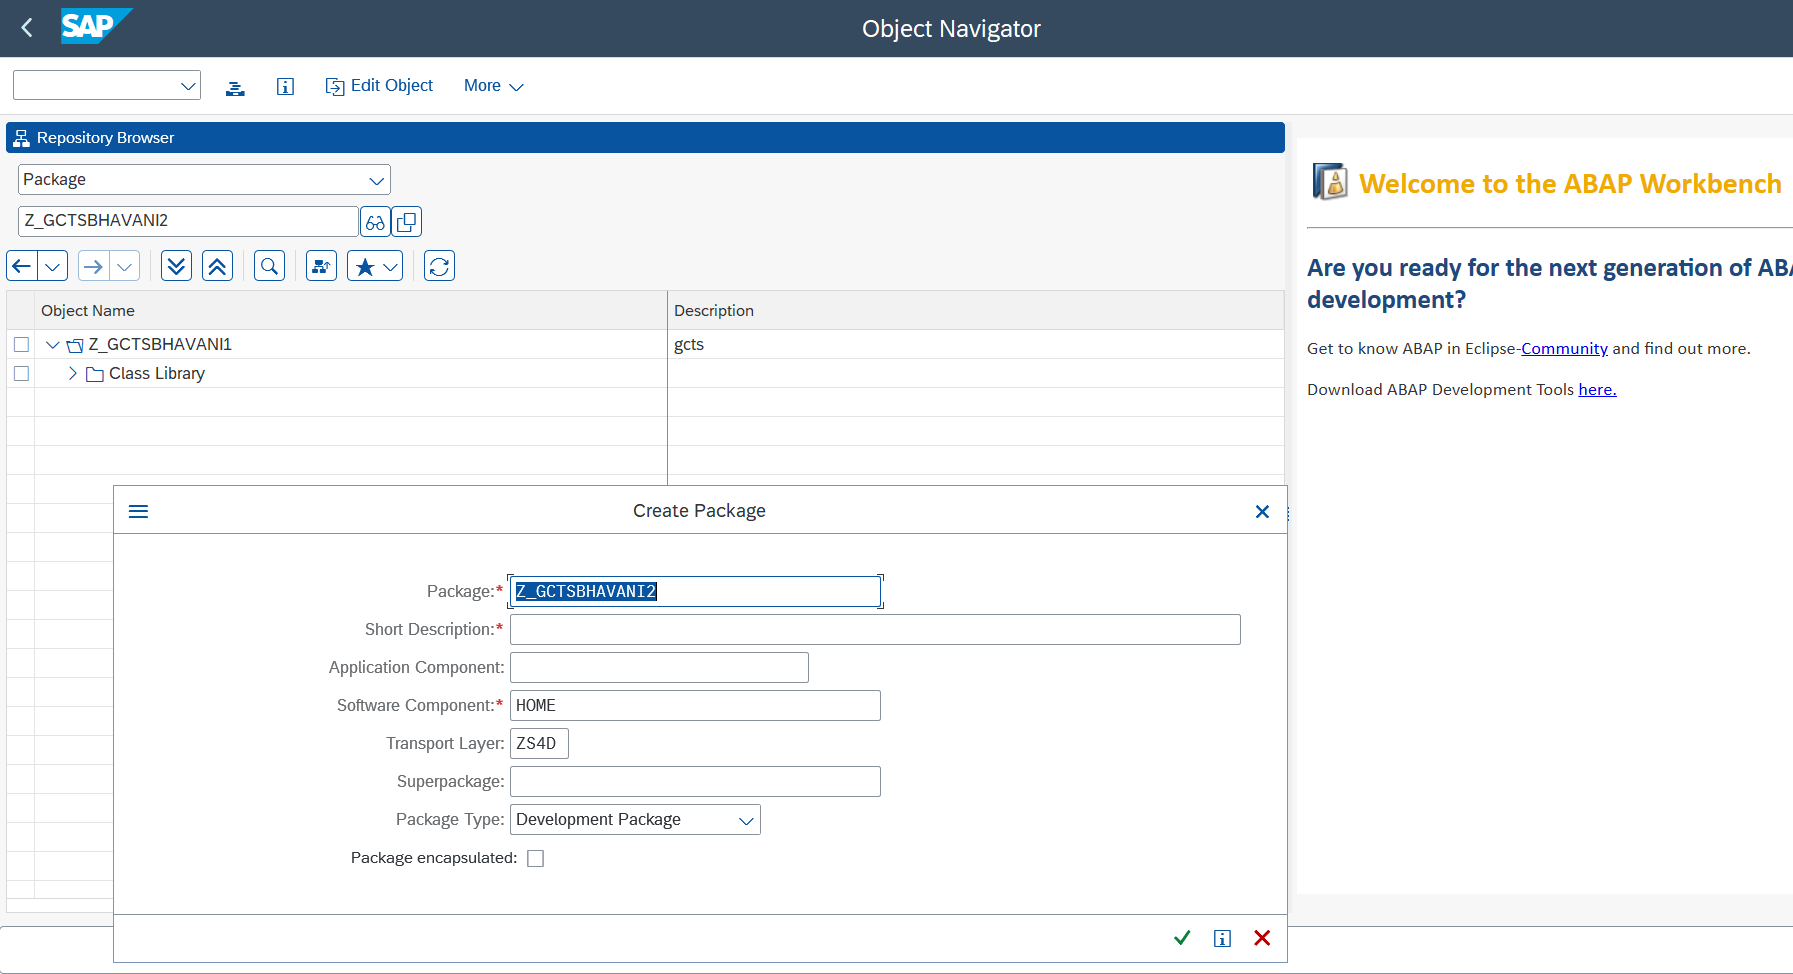 SAP
Object Navigator
Edit Object
More
Repository Browser
Package
Z_GCTSBHAVANI2
Object Name
Description
Z_GCTSBHAVANI1
gcts
Class Library
Welcome to the ABAP Workbench
Are you ready for the next generation of ABA
development?
Get to know ABAP in Eclipse-Community and find out more.
Download ABAP Development Tools here.
Create Package
Package:* Z_GCTSBHAVANI2
Short Description:*
Application Component:
Software Component:* HOME
Transport Layer: ZS4D
Superpackage:
Package Type: Development Package
Package encapsulated: